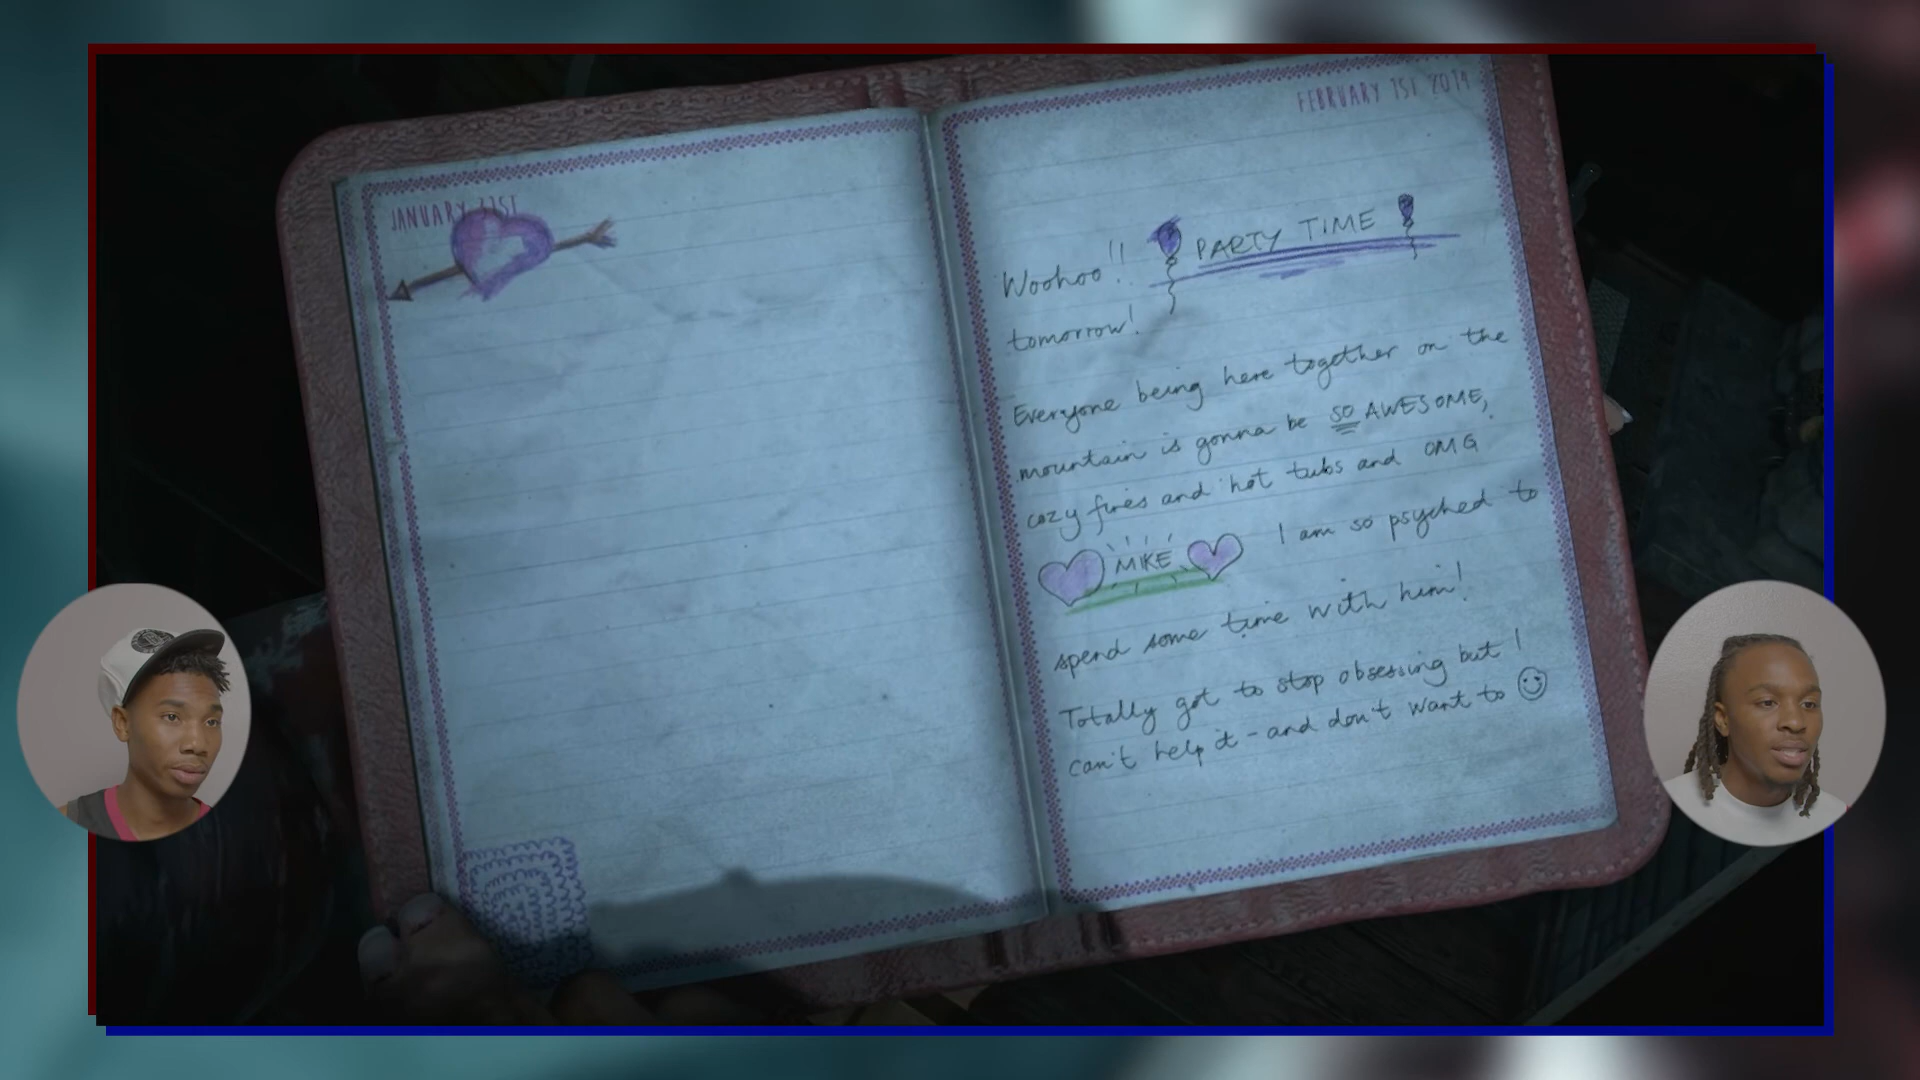 JANUARY 31ST
FEBRUARY 1ST 2014
Woohoo!! PARTY TIME
tomorrow!
Everyone being here together on the
mountain is gonna be SO AWESOME,
cozy fires and hot tubs and OMG
MIKE I am so psyched to
spend some time with him!
Totally got to stop obsessing but I
can't help it - and don't want to